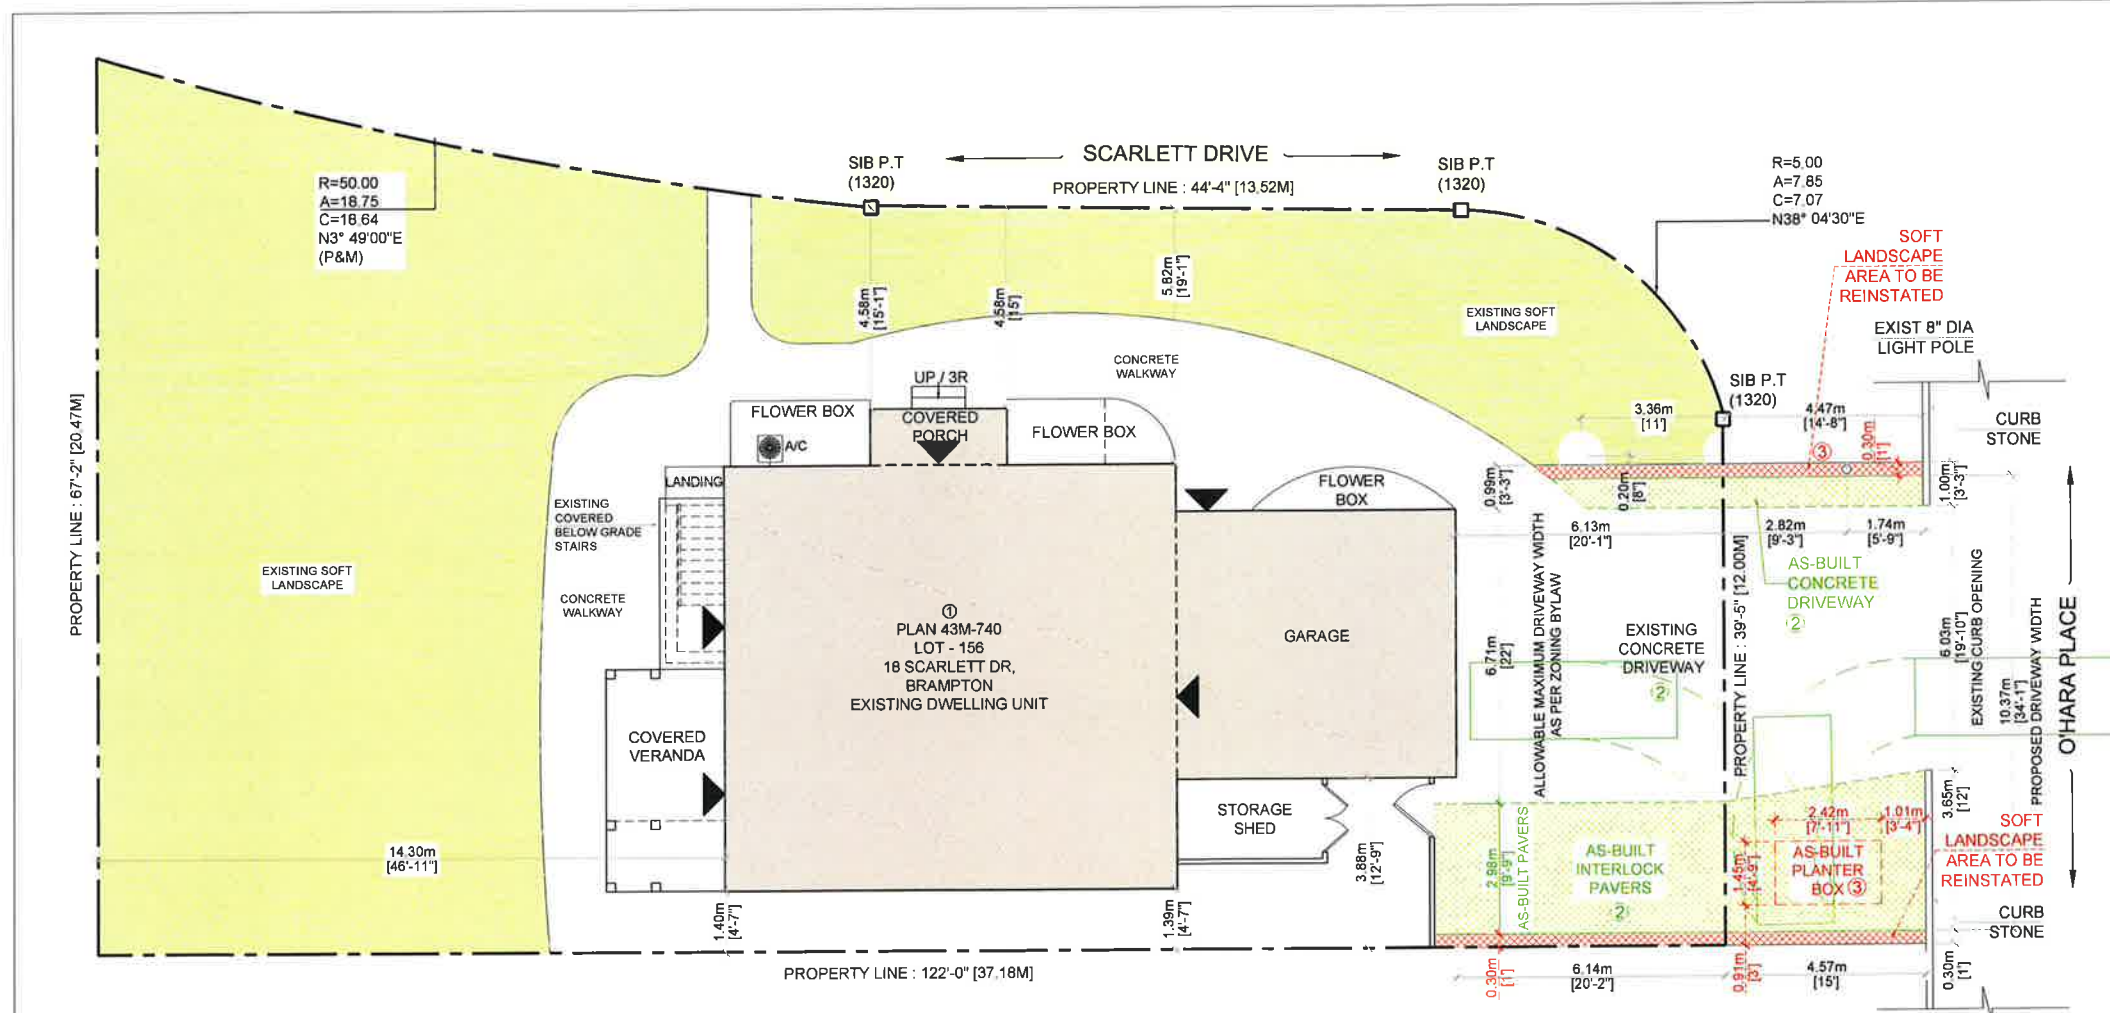 SCARLETT DRIVE
PROPERTY LINE : 44'-4" [13.52M]
SIB P.T
(1320)
SIB P.T
(1320)
R=50.00
A=18.75
C=18.64
N3° 49'00"E
(P&M)
R=5.00
A=7.85
C=7.07
N38° 04'30"E
SOFT
LANDSCAPE
AREA TO BE
REINSTATED
EXIST 8" DIA
LIGHT POLE
SIB P.T
(1320)
4.58m
[15'-1"]
4.58m
[15']
5.82m
[19'-1"]
EXISTING SOFT
LANDSCAPE
CONCRETE
WALKWAY
UP / 3R
FLOWER BOX
A/C
COVERED
PORCH
FLOWER BOX
3.36m
[11']
4.47m
[14'-8"]
CURB
STONE
③
0.30m
[1']
LANDING
EXISTING
COVERED
BELOW GRADE
STAIRS
FLOWER
BOX
0.99m
[3'-3"]
0.20m
[8"]
1.00m
[3'-3"]
6.13m
[20'-1"]
2.82m
[9'-3"]
1.74m
[5'-9"]
PROPERTY LINE : 67'-2" [20.47M]
EXISTING SOFT
LANDSCAPE
CONCRETE
WALKWAY
①
PLAN 43M-740
LOT - 156
18 SCARLETT DR,
BRAMPTON
EXISTING DWELLING UNIT
GARAGE
6.71m
[22']
ALLOWABLE MAXIMUM DRIVEWAY WIDTH
AS PER ZONING BYLAW
EXISTING
CONCRETE
DRIVEWAY
②
PROPERTY LINE : 39'-5" [12.00M]
AS-BUILT
CONCRETE
DRIVEWAY
②
6.03m
[19'-10"]
EXISTING CURB OPENING
10.37m
[34'-1"]
PROPOSED DRIVEWAY WIDTH
O'HARA PLACE
COVERED
VERANDA
STORAGE
SHED
14.30m
[46'-11"]
1.40m
[4'-7"]
1.39m
[4'-7"]
3.88m
[12'-9"]
2.98m
[9'-9"]
AS-BUILT PAVERS
AS-BUILT
INTERLOCK
PAVERS
②
2.42m
[7'-11"]
1.01m
[3'-4"]
1.45m
[4'-9"]
AS-BUILT
PLANTER
BOX ③
3.65m
[12']
SOFT
LANDSCAPE
AREA TO BE
REINSTATED
CURB
STONE
PROPERTY LINE : 122'-0" [37.18M]
0.30m
[1']
6.14m
[20'-2"]
0.91m
[3']
4.57m
[15']
0.30m
[1']